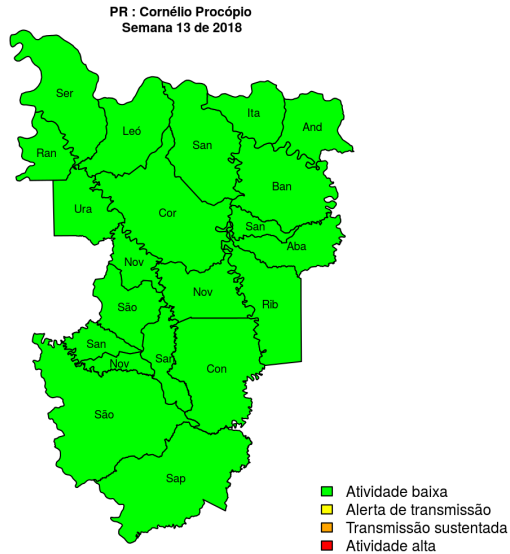 PR : Cornélio Procópio
Semana 13 de 2018
Ser
Ita
And
Leó
San
Ran
Ban
Ura
Cor
San
Aba
Nov
Nov
Rib
São
San
San
Nov
Con
São
Sap
Atividade baixa
Alerta de transmissão
Transmissão sustentada
Atividade alta